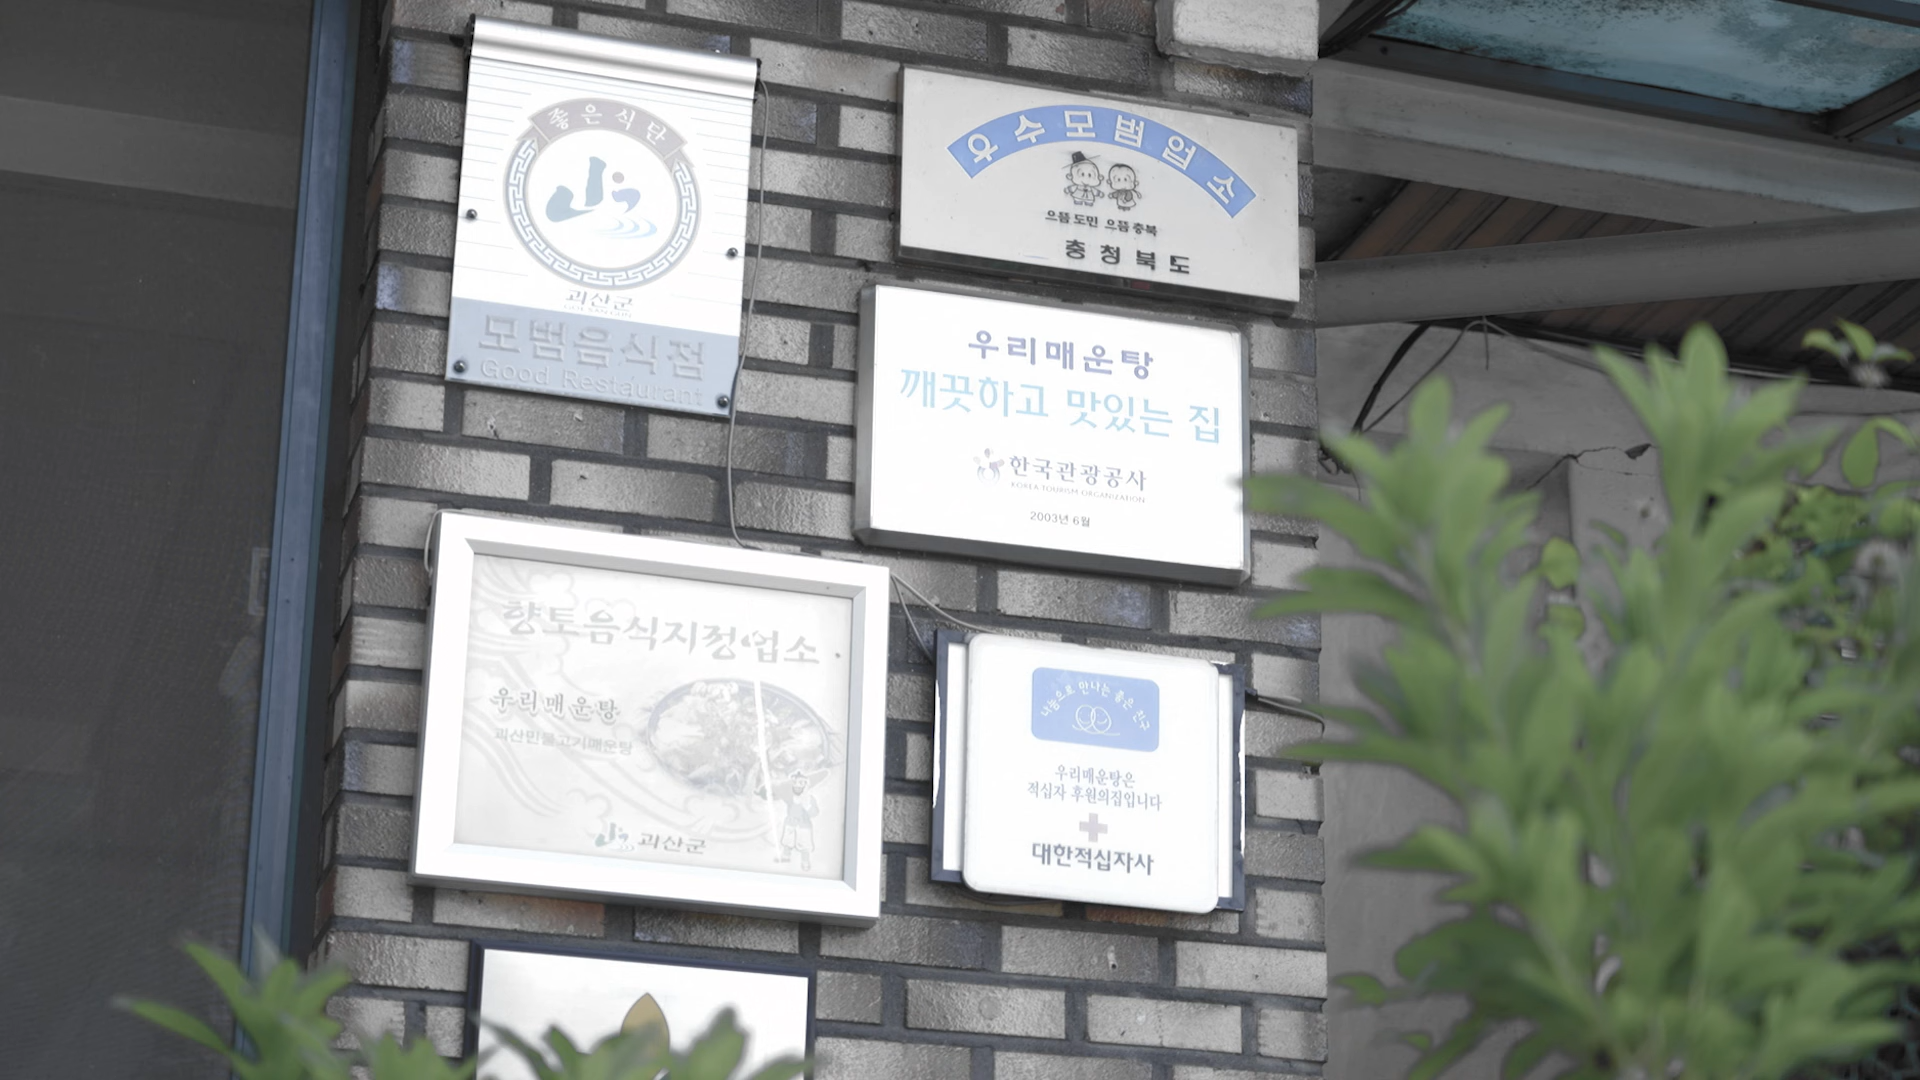 좋은식단
괴산군
모범음식점
Good Restaurant
우수모범업소
으뜸도민 으뜸충북
충청북도
우리매운탕
깨끗하고 맛있는 집
한국관광공사
KOREA TOURISM ORGANIZATION
2003년 6월
향토음식지정업소
우리매운탕
괴산민물고기매운탕
괴산군
나눔으로 만나는 좋은 친구
우리매운탕은
적십자 후원의집입니다
대한적십자사